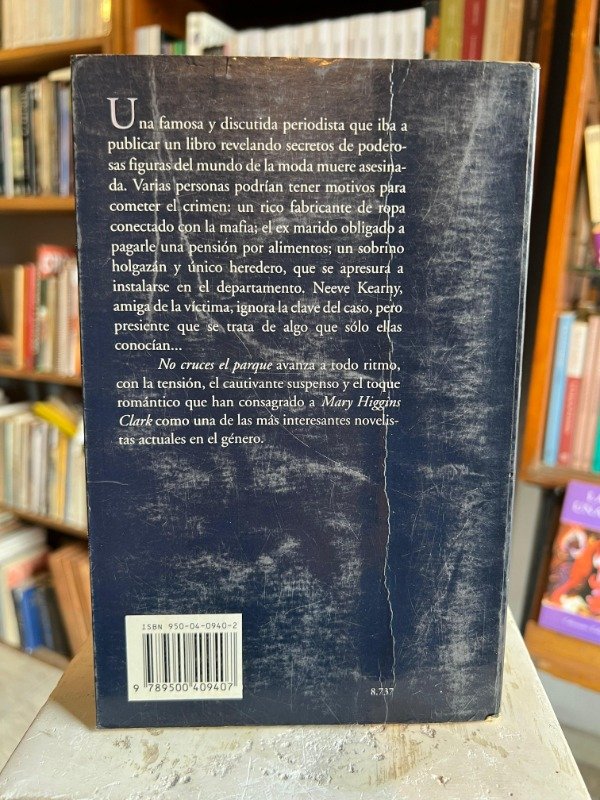 Una famosa y discutida periodista que iba a
publicar un libro revelando secretos de podero-
sas figuras del mundo de la moda muere asesina-
da. Varias personas podrían tener motivos para
cometer el crimen: un rico fabricante de ropa
conectado con la mafia; el ex marido obligado a
pagarle una pensión por alimentos; un sobrino
holgazán y único heredero, que se apresura a
instalarse en el departamento. Neeve Kearny,
amiga de la víctima, ignora la clave del caso, pero
presiente que se trata de algo que sólo ellas
conocían...
No cruces el parque avanza a todo ritmo,
con la tensión, el cautivante suspenso y el toque
romántico que han consagrado a Mary Higgins
Clark como una de las más interesantes novelis-
tas actuales en el género.
ISBN 950-04-0940-2
9 789500 409407
8.737